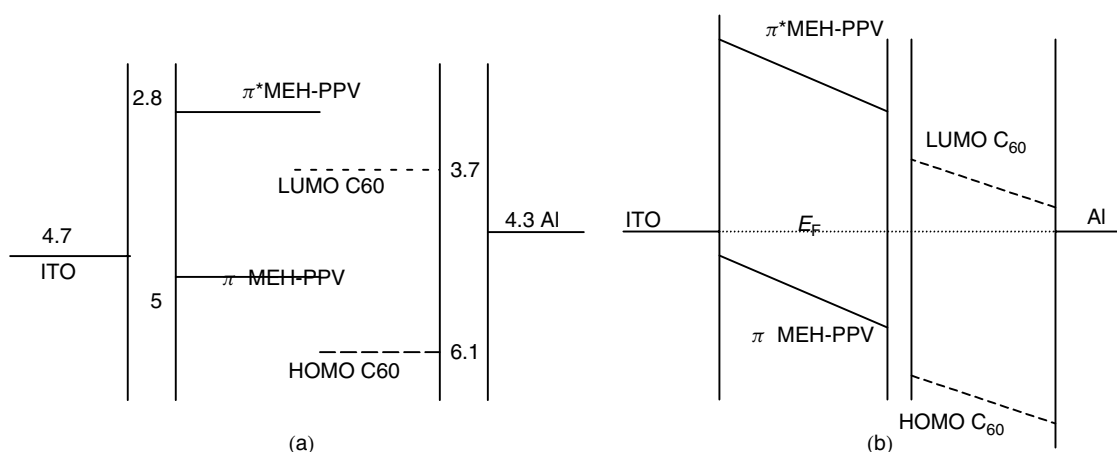 2.8
π*MEH-PPV
LUMO C60
3.7
4.7
ITO
4.3 Al
π MEH-PPV
5
6.1
HOMO C60
(a)
π*MEH-PPV
LUMO C₆₀
ITO
E_F
Al
π MEH-PPV
HOMO C₆₀
(b)